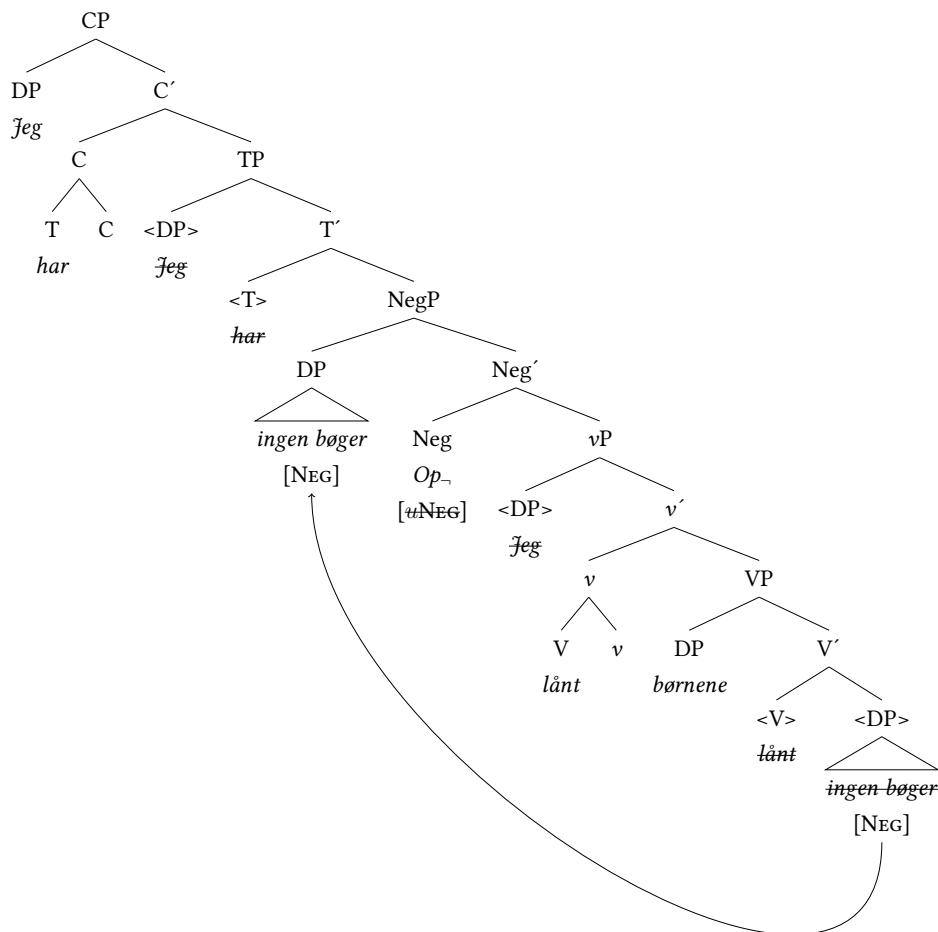 CP
DP C´
Jeg
C TP
T C <DP> T´
har Jeg
<T> NegP
har
DP Neg´
ingen bøger Neg vP
[NEG] Op¬
[uNEG] <DP> v´
Jeg
v VP
V v DP V´
lånt børnene
<V> <DP>
lånt
ingen bøger
[NEG]